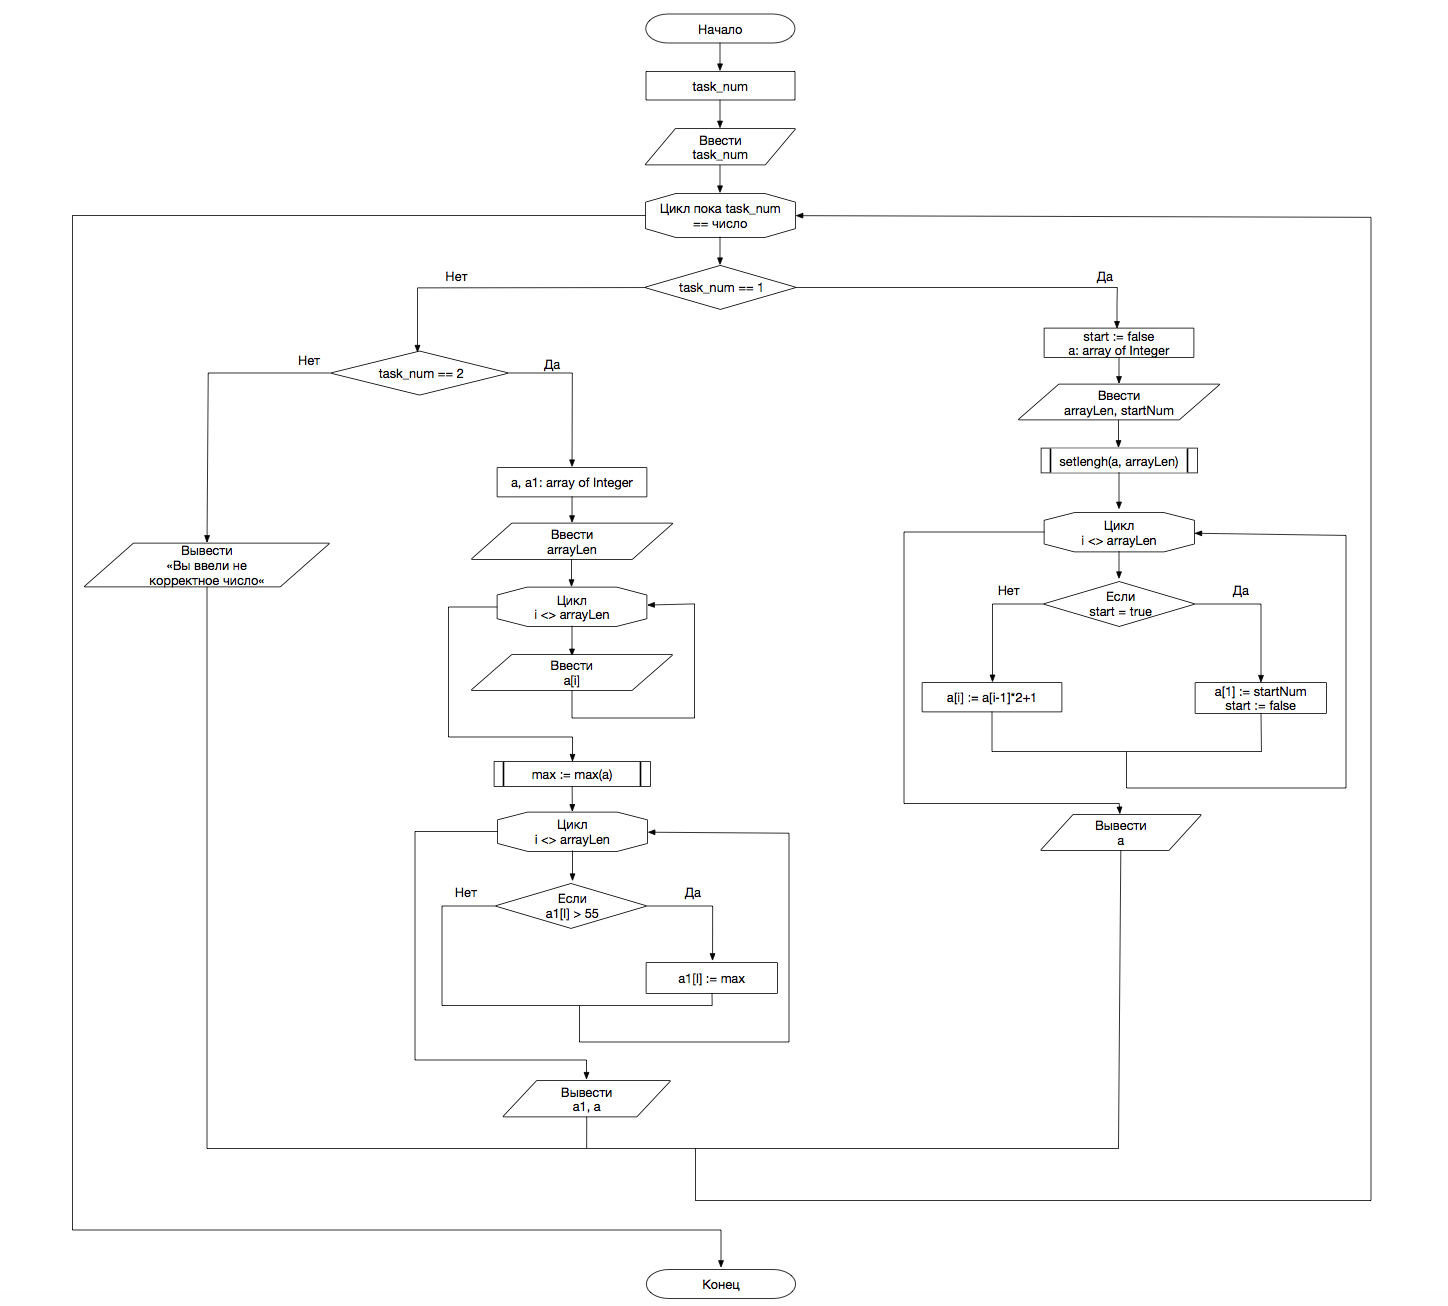 Начало
task_num
Ввести
task_num
Цикл пока task_num
== число
task_num == 1
Нет
Да
task_num == 2
Нет
Да
Вывести
«Вы ввели не
корректное число«
a, a1: array of Integer
Ввести
arrayLen
Цикл
i <> arrayLen
Ввести
a[i]
max := max(a)
Цикл
i <> arrayLen
Нет
Да
Если
a1[I] > 55
a1[I] := max
Вывести
a1, a
start := false
a: array of Integer
Ввести
arrayLen, startNum
setlengh(a, arrayLen)
Цикл
i <> arrayLen
Нет
Да
Если
start = true
a[i] := a[i-1]*2+1
a[1] := startNum
start := false
Вывести
a
Конец